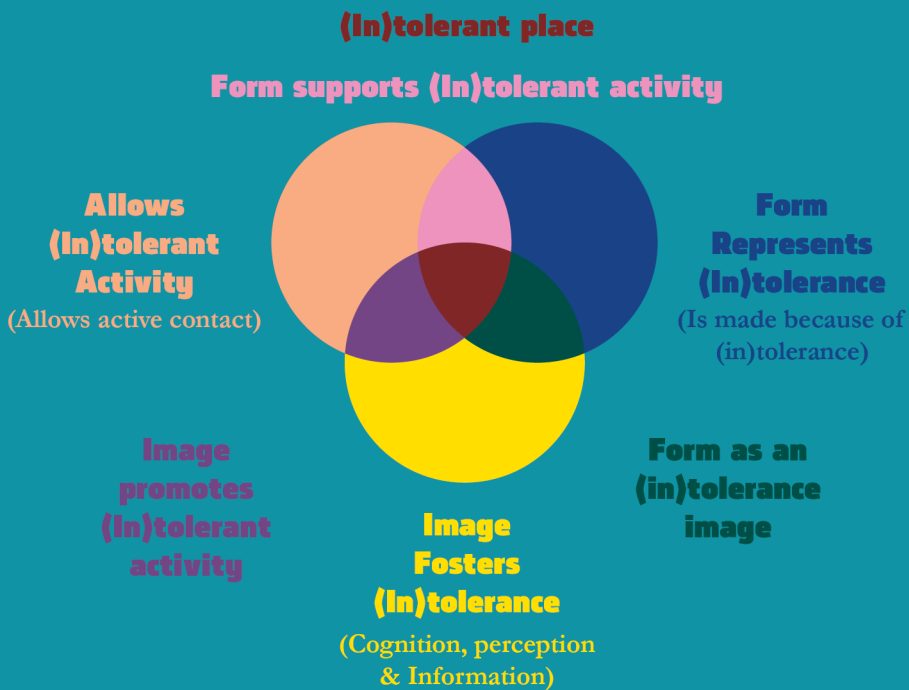 (In)tolerant place
Form supports (In)tolerant activity
Allows
(In)tolerant
Activity
(Allows active contact)
Form
Represents
(In)tolerance
(Is made because of
(in)tolerance)
Image
promotes
(In)tolerant
activity
Image
Fosters
(In)tolerance
(Cognition, perception
& Information)
Form as an
(in)tolerance
image